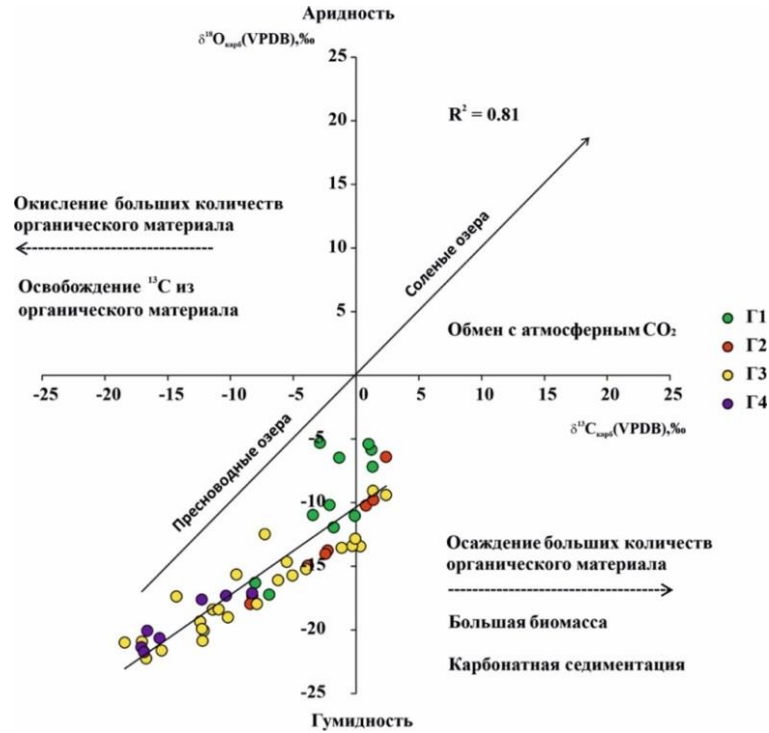 Аридность
δ¹⁸Oкарб(VPDB),‰
25
20
R² = 0.81
15
Окисление больших количеств
органического материала
Соленые озера
10
Освобождение ¹³C из
органического материала
5
Обмен с атмосферным CO₂
Г1
Г2
Г3
Г4
-25 -20 -15 -10 -5 0 5 10 15 20 25
δ¹³Cкарб(VPDB),‰
-5
Пресноводные озера
-10
Осаждение больших количеств
органического материала
-15
Большая биомасса
-20
Карбонатная седиментация
-25
Гумидность